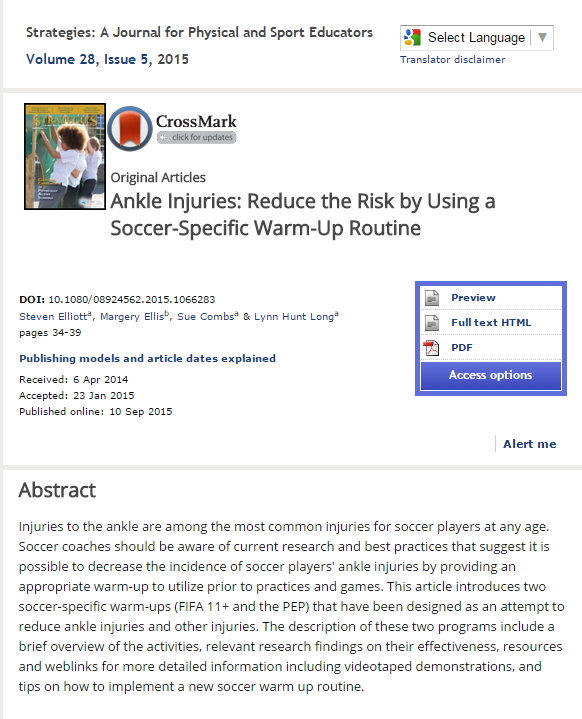 Strategies: A Journal for Physical and Sport Educators
Volume 28, Issue 5, 2015
Select Language ▼
Translator disclaimer
STRATEGIES
CrossMark
click for updates
Original Articles
Ankle Injuries: Reduce the Risk by Using a
Soccer-Specific Warm-Up Routine
DOI: 10.1080/08924562.2015.1066283
Steven Elliottᵃ, Margery Ellisᵇ, Sue Combsᵃ & Lynn Hunt Longᵃ
pages 34-39
Publishing models and article dates explained
Received: 6 Apr 2014
Accepted: 23 Jan 2015
Published online: 10 Sep 2015
Preview
Full text HTML
PDF
Access options
Alert me
Abstract
Injuries to the ankle are among the most common injuries for soccer players at any age.
Soccer coaches should be aware of current research and best practices that suggest it is
possible to decrease the incidence of soccer players' ankle injuries by providing an
appropriate warm-up to utilize prior to practices and games. This article introduces two
soccer-specific warm-ups (FIFA 11+ and the PEP) that have been designed as an attempt to
reduce ankle injuries and other injuries. The description of these two programs include a
brief overview of the activities, relevant research findings on their effectiveness, resources
and weblinks for more detailed information including videotaped demonstrations, and
tips on how to implement a new soccer warm up routine.